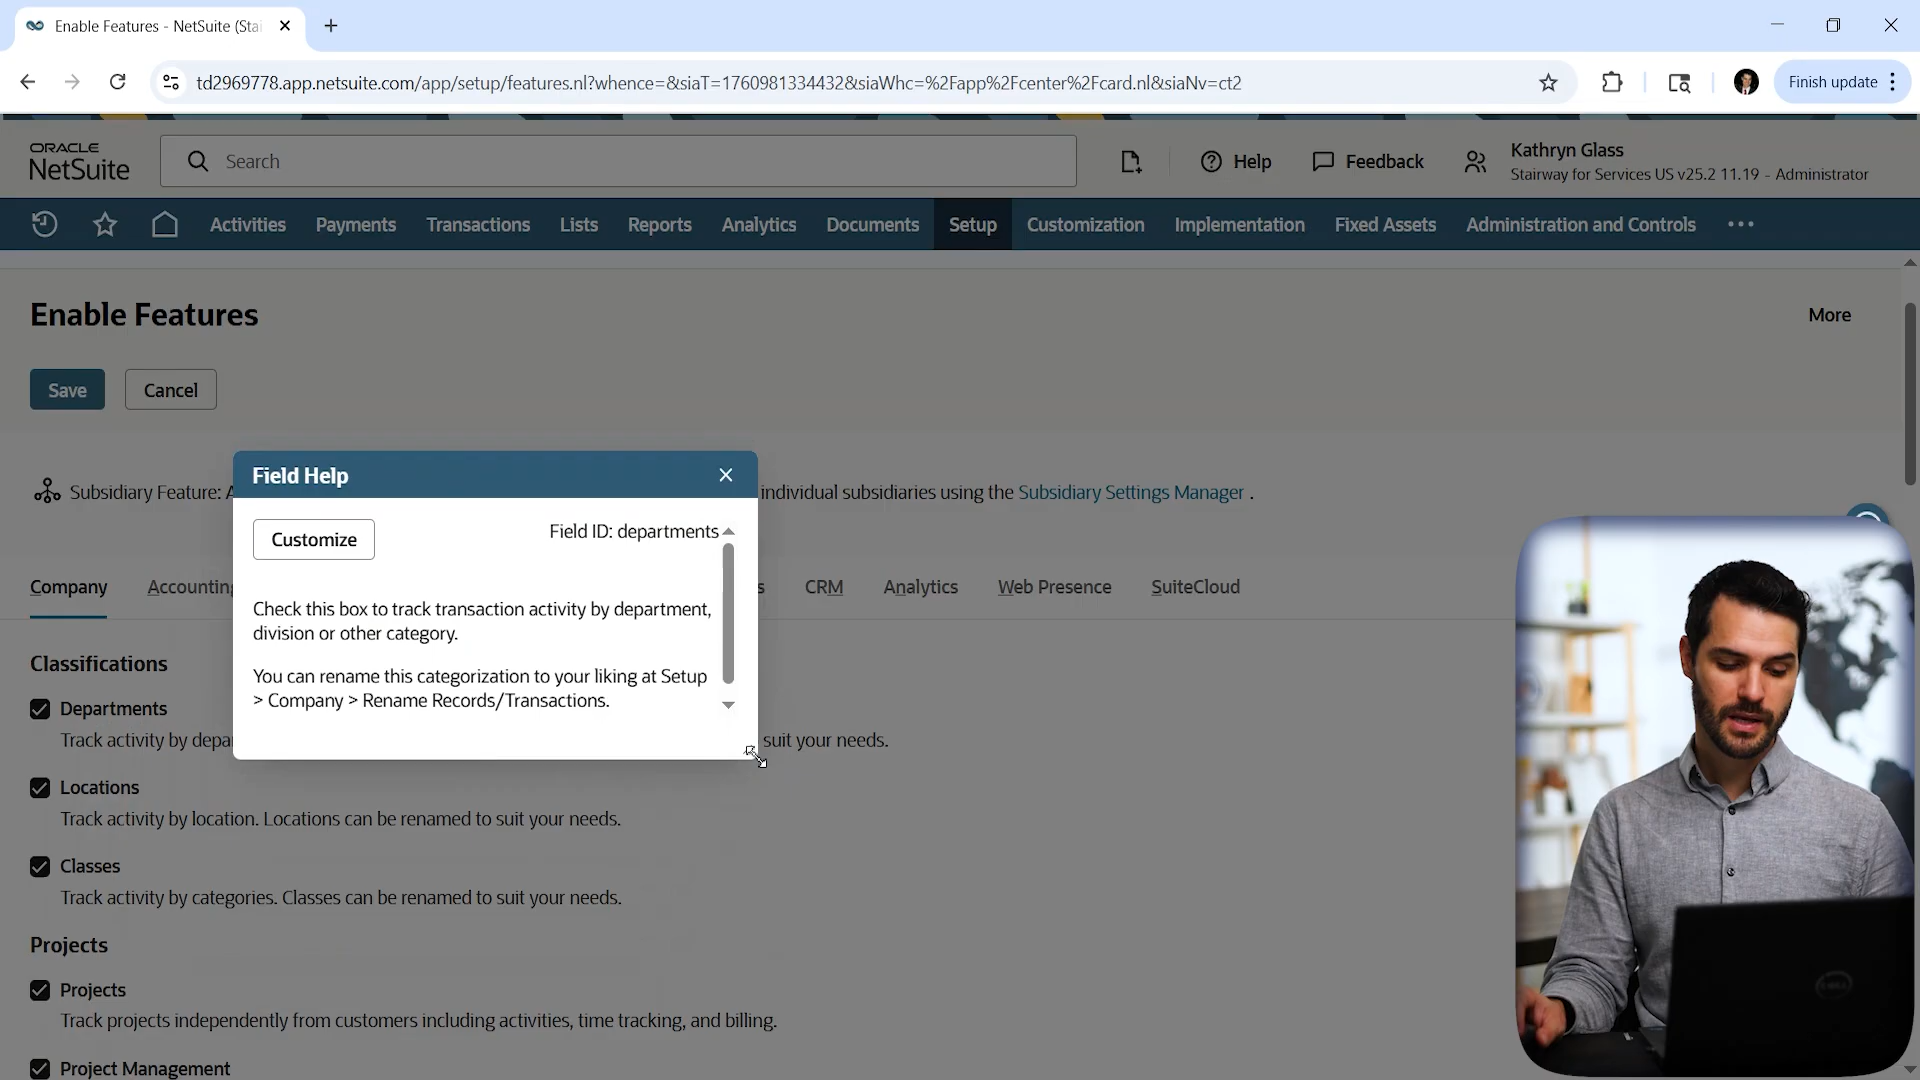 Enable Features - NetSuite (Sta
td2969778.app.netsuite.com/app/setup/features.nl?whence=&siaT=1760981334432&siaWhc=%2Fapp%2Fcenter%2Fcard.nl&siaNv=ct2
Finish update
ORACLE
NetSuite
Search
Help
Feedback
Kathryn Glass
Stairway for Services US v25.2 11.19 - Administrator
Activities
Payments
Transactions
Lists
Reports
Analytics
Documents
Setup
Customization
Implementation
Fixed Assets
Administration and Controls
Enable Features
More
Save
Cancel
Subsidiary Feature: A
individual subsidiaries using the Subsidiary Settings Manager .
Field Help
Customize
Field ID: departments
Check this box to track transaction activity by department,
division or other category.
You can rename this categorization to your liking at Setup
> Company > Rename Records/Transactions.
Company
Accounting
s
CRM
Analytics
Web Presence
SuiteCloud
Classifications
Departments
Track activity by depa
suit your needs.
Locations
Track activity by location. Locations can be renamed to suit your needs.
Classes
Track activity by categories. Classes can be renamed to suit your needs.
Projects
Projects
Track projects independently from customers including activities, time tracking, and billing.
Project Management
DELL